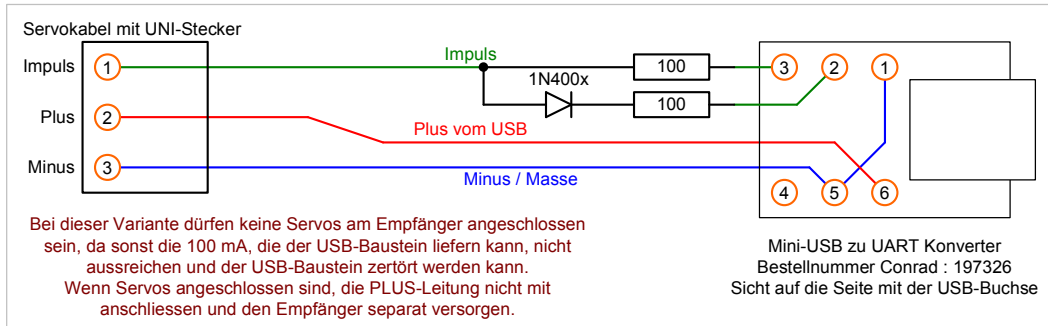 Servokabel mit UNI-Stecker
Impuls
1
Plus
2
Minus
3
Impuls
1N400x
100
100
Plus vom USB
Minus / Masse
3
2
1
4
5
6
Bei dieser Variante dürfen keine Servos am Empfänger angeschlossen
sein, da sonst die 100 mA, die der USB-Baustein liefern kann, nicht
aussreichen und der USB-Baustein zertört werden kann.
Wenn Servos angeschlossen sind, die PLUS-Leitung nicht mit
anschliessen und den Empfänger separat versorgen.
Mini-USB zu UART Konverter
Bestellnummer Conrad : 197326
Sicht auf die Seite mit der USB-Buchse